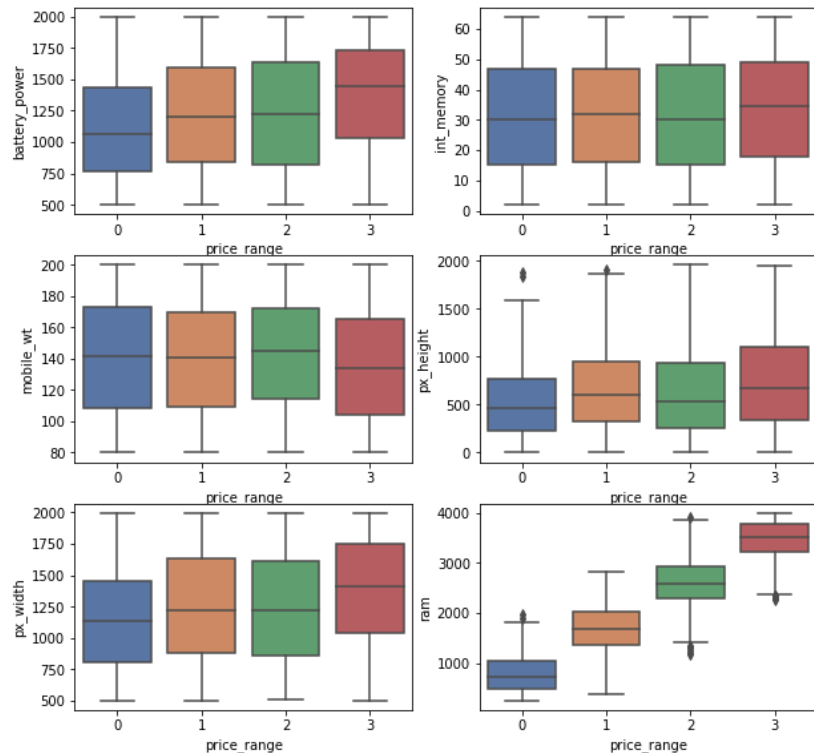 battery_power
2000
1750
1500
1250
1000
750
500
0 1 2 3
price_range
int_memory
60
50
40
30
20
10
0
0 1 2 3
price_range
mobile_wt
200
180
160
140
120
100
80
0 1 2 3
price_range
px_height
2000
1500
1000
500
0
0 1 2 3
price_range
px_width
2000
1750
1500
1250
1000
750
500
0 1 2 3
price_range
ram
4000
3000
2000
1000
0 1 2 3
price_range